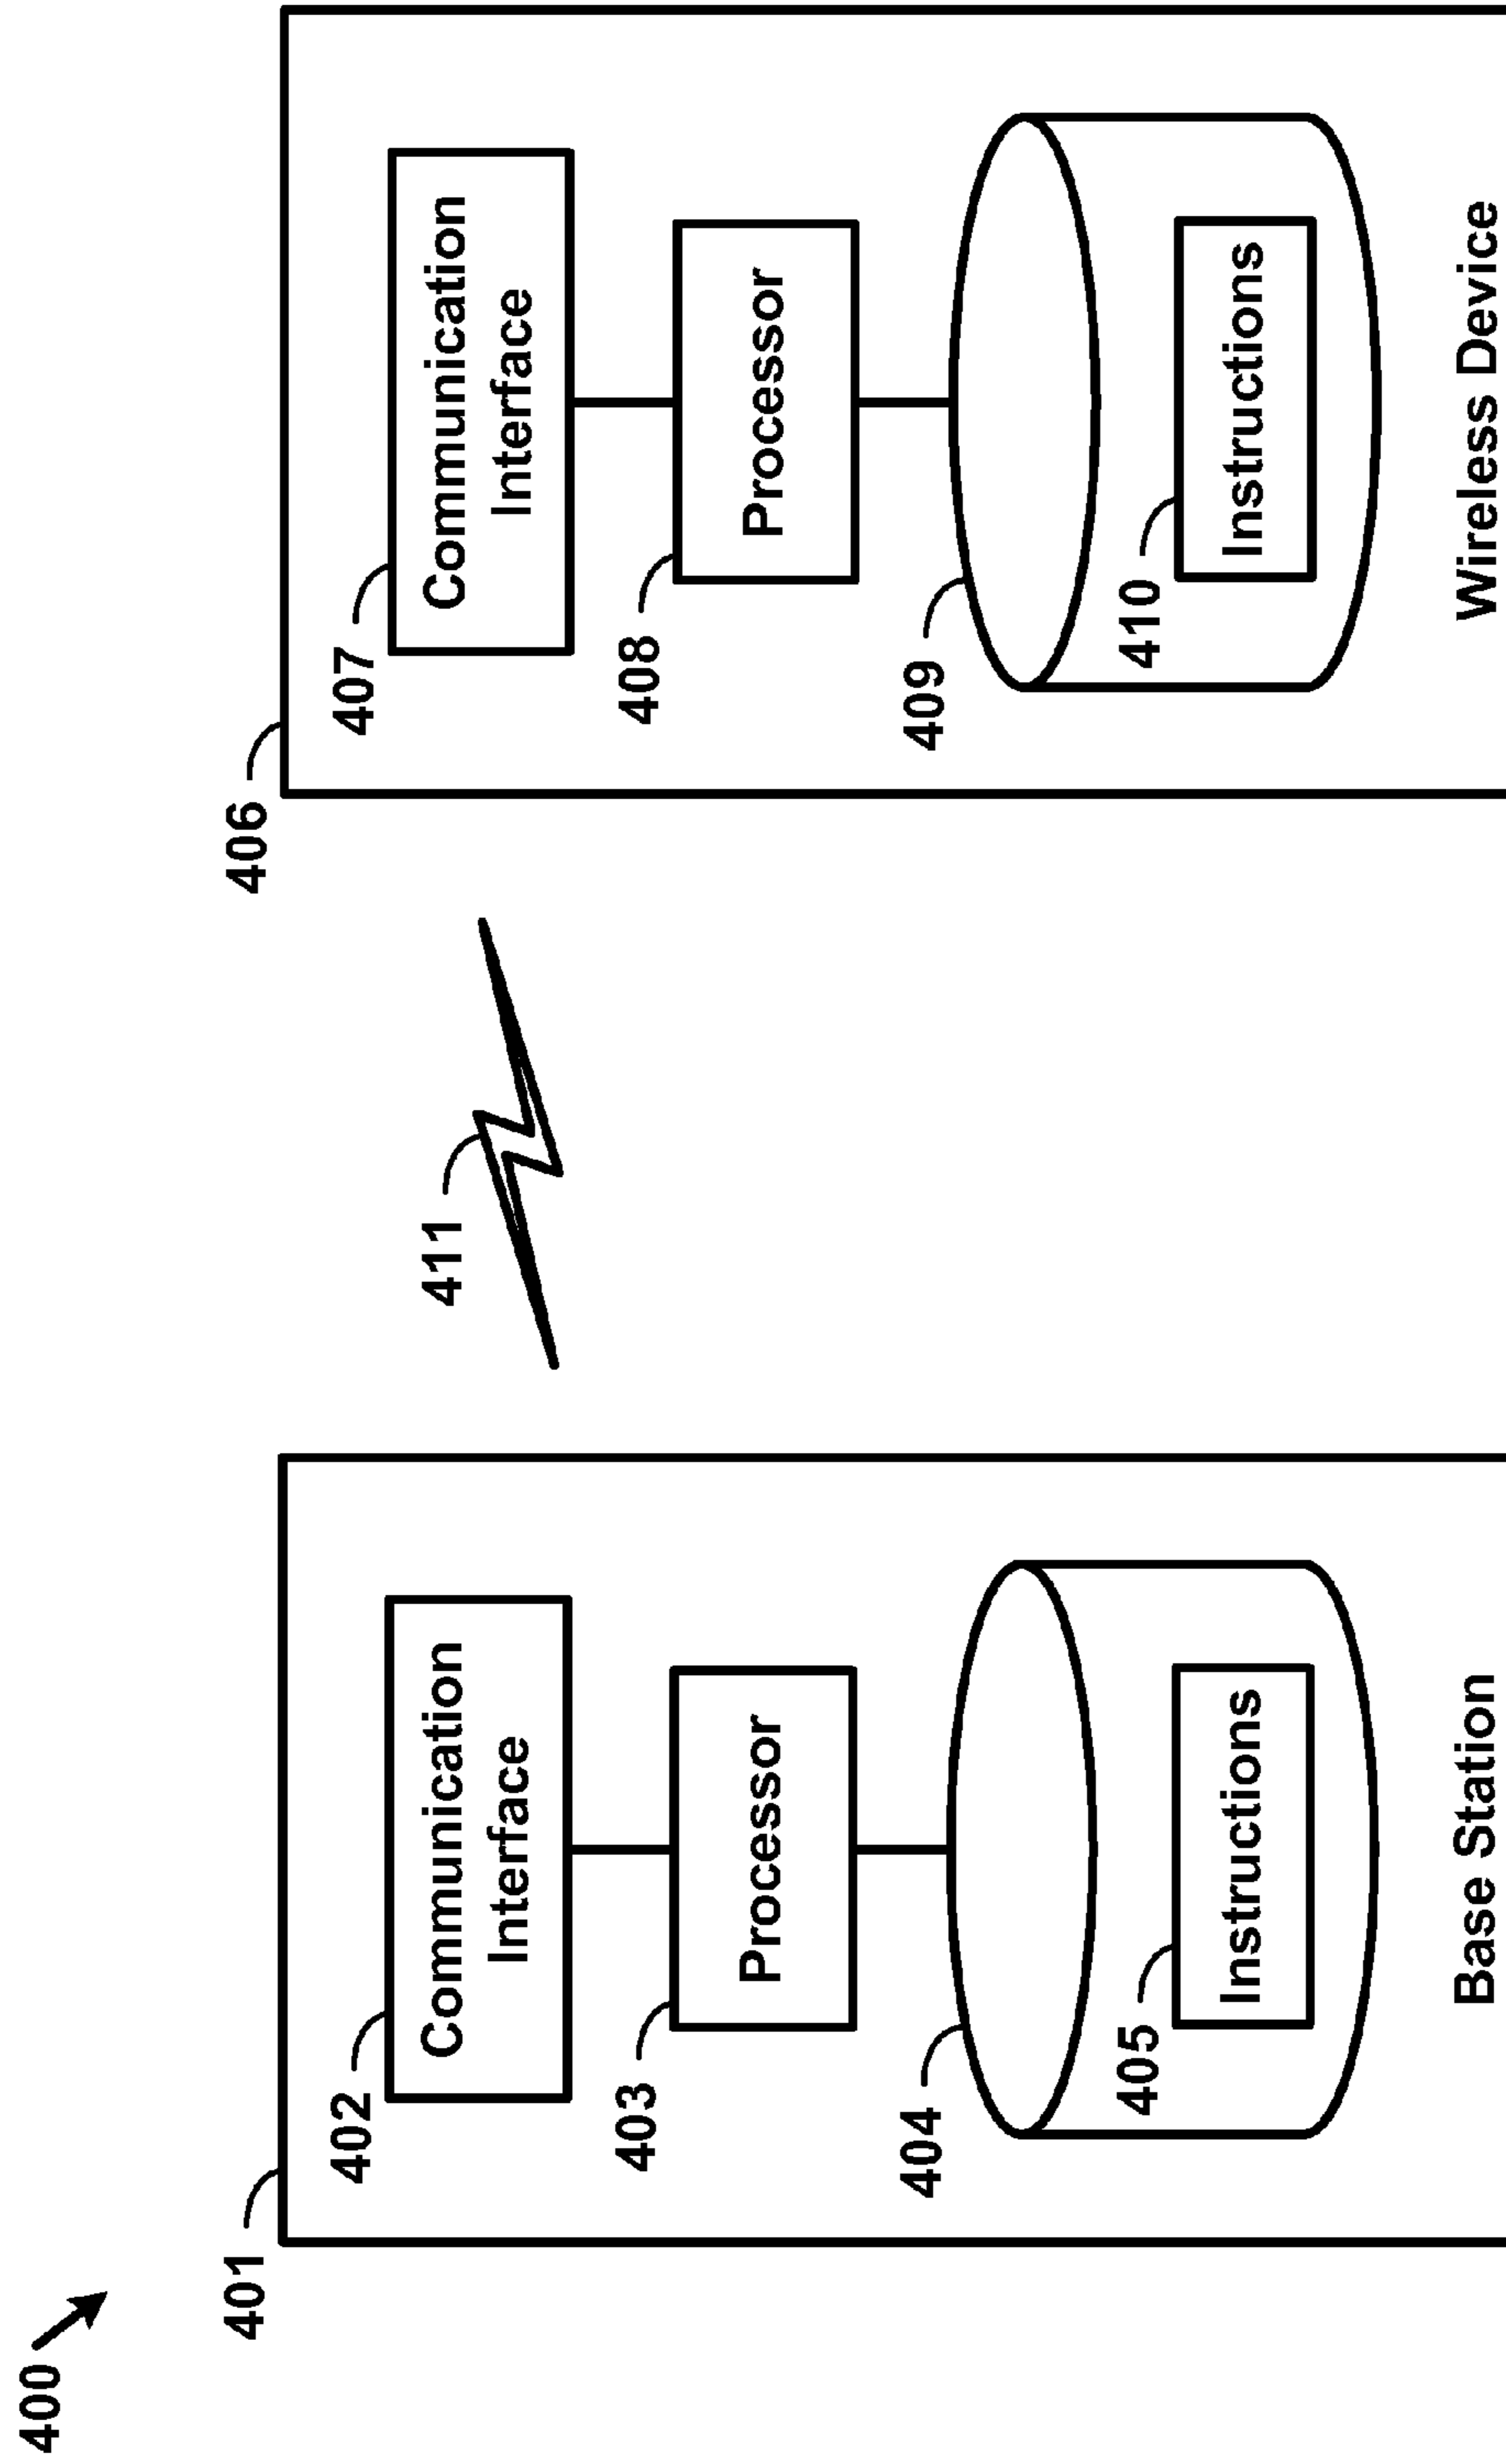 400
401
402
Communication
Interface
403
Processor
404
405
Instructions
Base Station
411
406
407
Communication
Interface
408
Processor
409
410
Instructions
Wireless Device